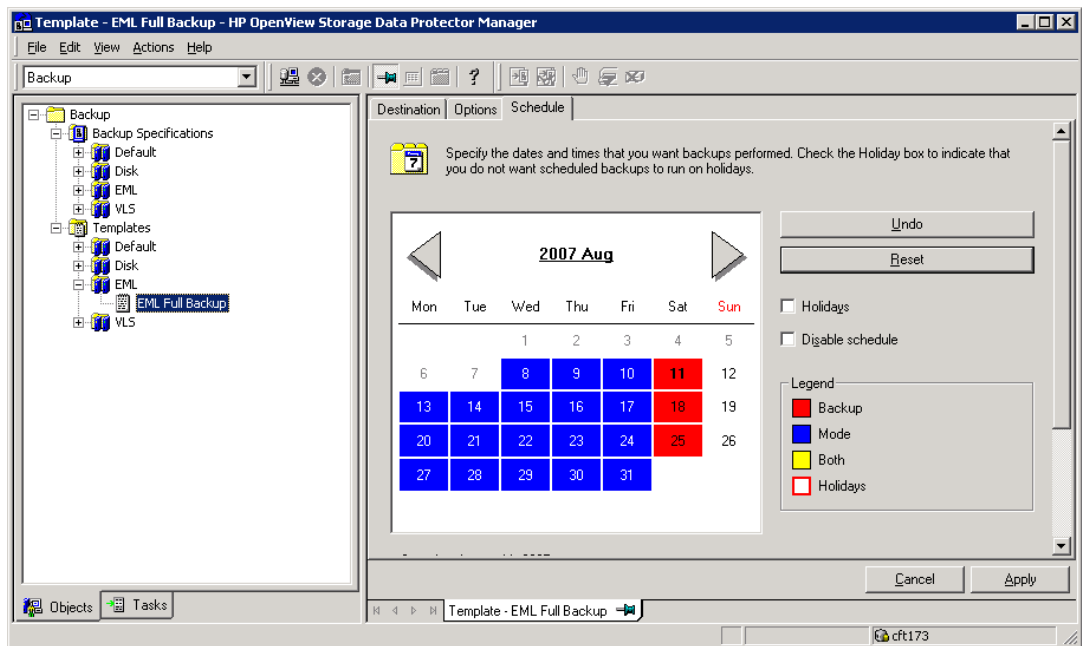 Template - EML Full Backup - HP OpenView Storage Data Protector Manager
File Edit View Actions Help
Backup
Backup
Backup Specifications
Default
Disk
EML
VLS
Templates
Default
Disk
EML
EML Full Backup
VLS
Objects Tasks
Destination Options Schedule
Specify the dates and times that you want backups performed. Check the Holiday box to indicate that
you do not want scheduled backups to run on holidays.
2007 Aug
Mon Tue Wed Thu Fri Sat Sun
1 2 3 4 5
6 7 8 9 10 11 12
13 14 15 16 17 18 19
20 21 22 23 24 25 26
27 28 29 30 31
Undo
Reset
Holidays
Disable schedule
Legend
Backup
Mode
Both
Holidays
Cancel Apply
Template - EML Full Backup
cft173